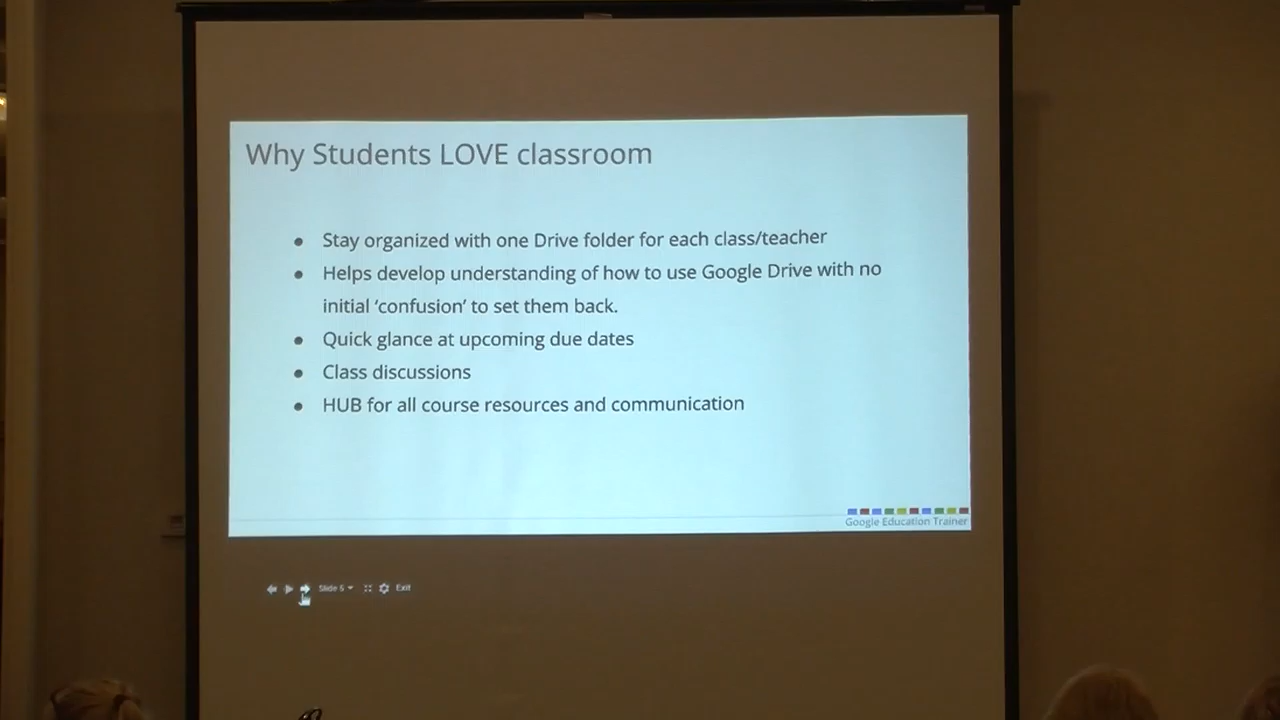 Why Students LOVE classroom
● Stay organized with one Drive folder for each class/teacher
● Helps develop understanding of how to use Google Drive with no
initial ‘confusion’ to set them back.
● Quick glance at upcoming due dates
● Class discussions
● HUB for all course resources and communication
Google Education Trainer
Slide 5 Exit